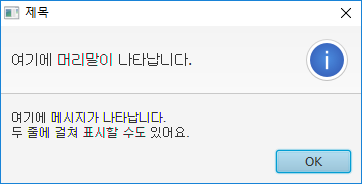 제목
여기에 머리말이 나타납니다.
여기에 메시지가 나타납니다.
두 줄에 걸쳐 표시할 수도 있어요.
OK